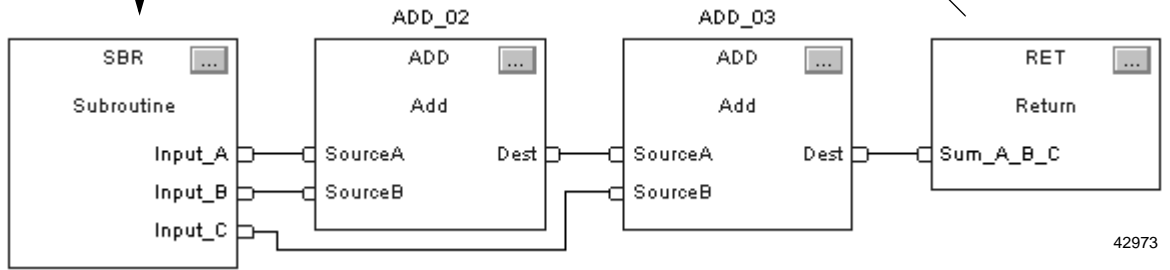 ADD_02
ADD_03
SBR ...
Subroutine
Input_A
Input_B
Input_C
ADD ...
Add
SourceA Dest
SourceB
ADD ...
Add
SourceA Dest
SourceB
RET ...
Return
Sum_A_B_C
42973